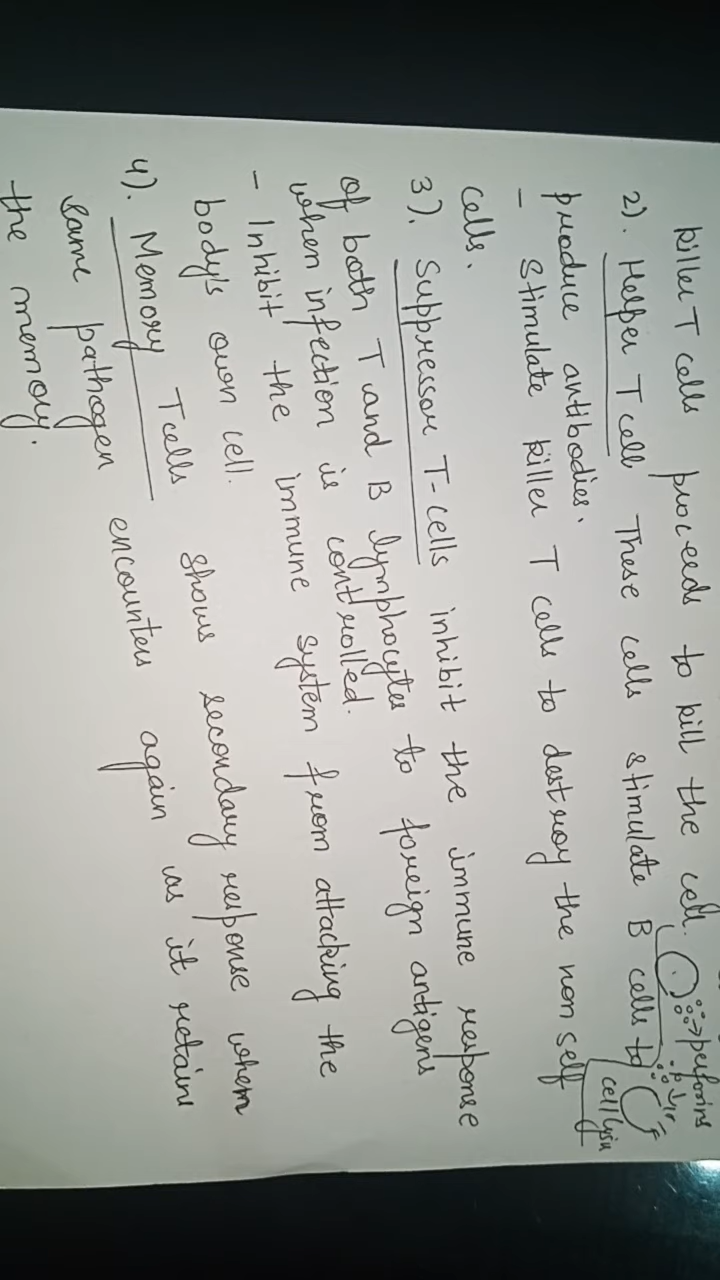 killer T cells proceeds to kill the cell.
→ perforins
cell lysis
2). Helper T cell These cells stimulate B cells to
produce antibodies.
- Stimulate killer T cells to destroy the non self
cells.
3). Suppressor T-cells inhibit the immune response
of both T and B lymphocytes to foreign antigens
when infection is controlled.
- Inhibit the immune system from attacking the
body's own cell.
4). Memory T cells shows secondary response when
same pathogen encounters again as it retains
the memory.